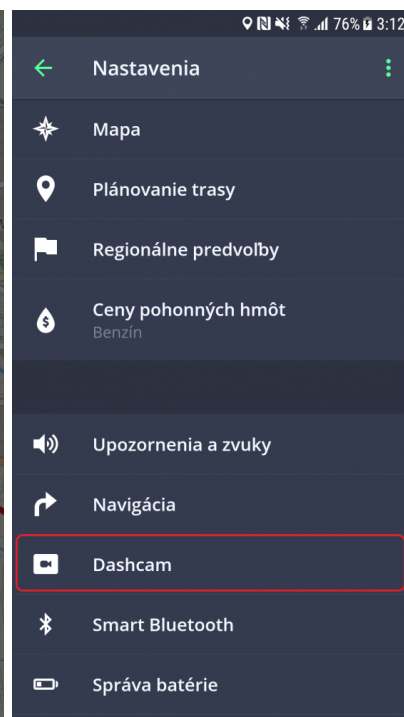 76% 3:12
Nastavenia
Mapa
Plánovanie trasy
Regionálne predvoľby
Ceny pohonných hmôt
Benzín
Upozornenia a zvuky
Navigácia
Dashcam
Smart Bluetooth
Správa batérie